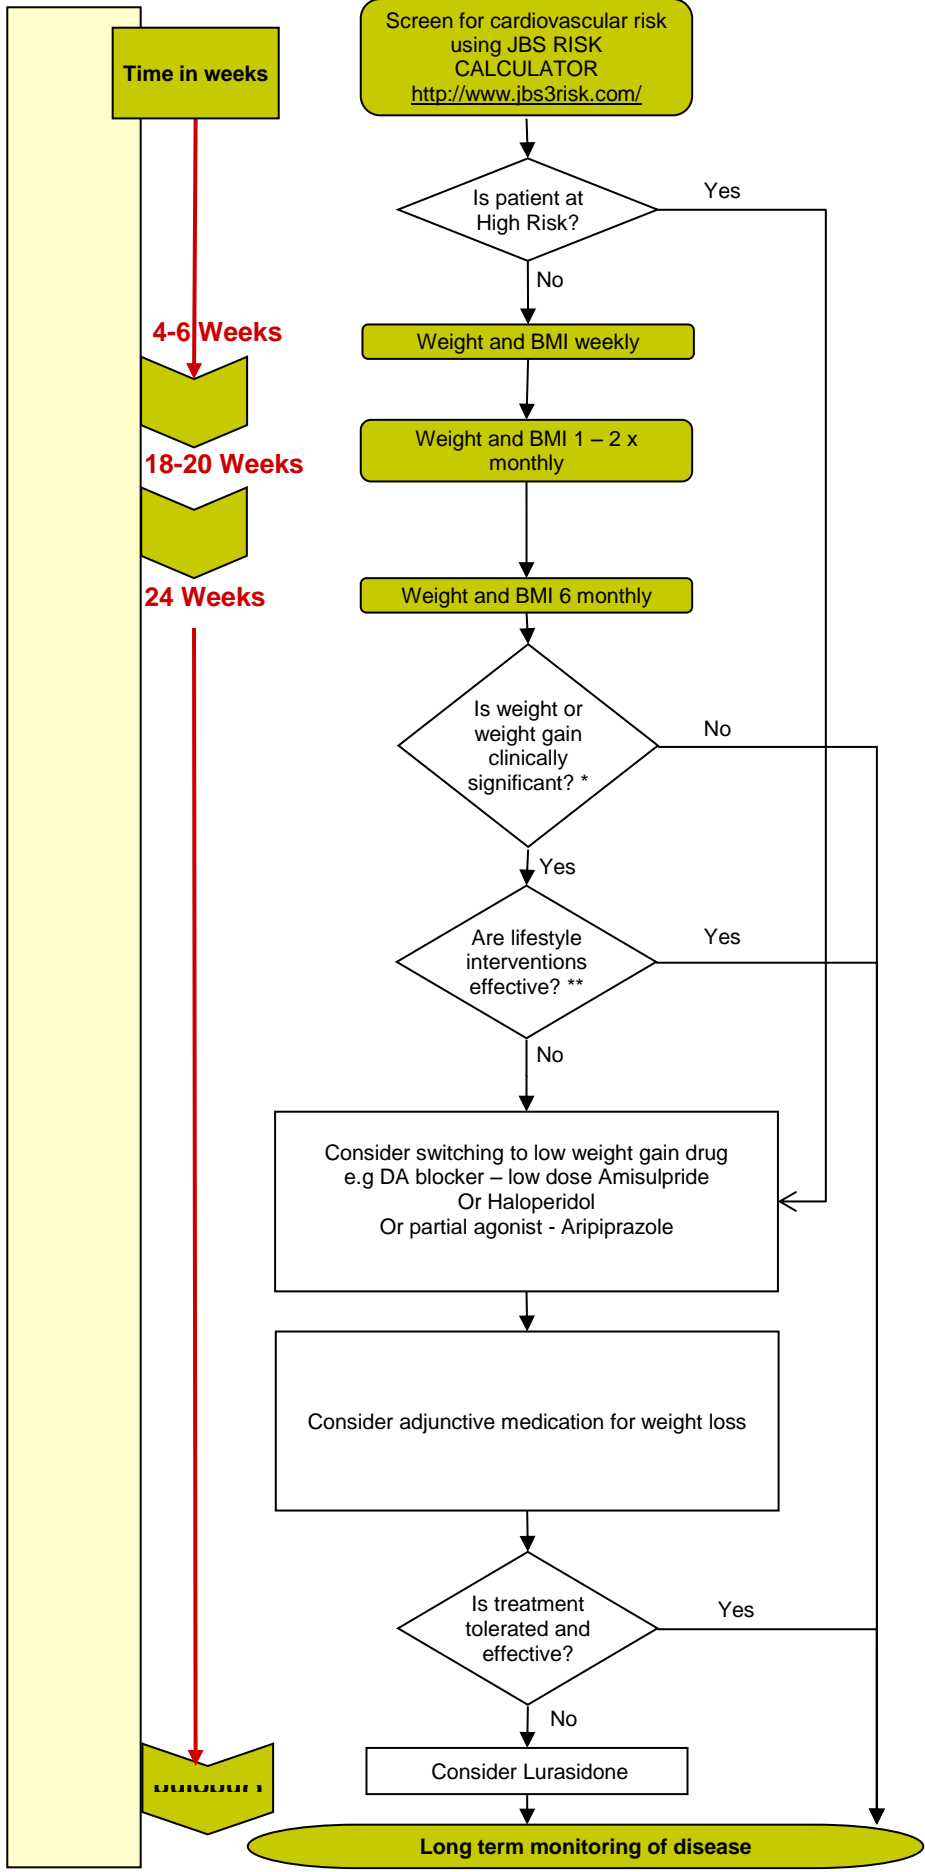 Screen for cardiovascular risk
using JBS RISK
CALCULATOR
http://www.jbs3risk.com/
Time in weeks
Is patient at
High Risk?
Yes
No
4-6 Weeks
Weight and BMI weekly
Weight and BMI 1 – 2 x
monthly
18-20 Weeks
24 Weeks
Weight and BMI 6 monthly
Is weight or
weight gain
clinically
significant? *
No
Yes
Are lifestyle
interventions
effective? **
Yes
No
Consider switching to low weight gain drug
e.g DA blocker – low dose Amisulpride
Or Haloperidol
Or partial agonist - Aripiprazole
Consider adjunctive medication for weight loss
Is treatment
tolerated and
effective?
Yes
No
Consider Lurasidone
Long term monitoring of disease